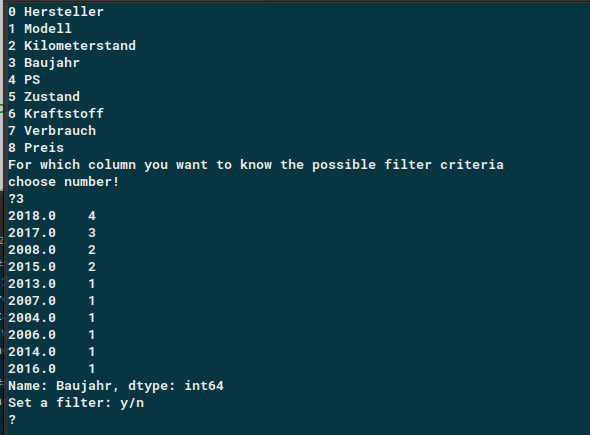 0 Hersteller
1 Modell
2 Kilometerstand
3 Baujahr
4 PS
5 Zustand
6 Kraftstoff
7 Verbrauch
8 Preis
For which column you want to know the possible filter criteria
choose number!
?3
2018.0    4
2017.0    3
2008.0    2
2015.0    2
2013.0    1
2007.0    1
2004.0    1
2006.0    1
2014.0    1
2016.0    1
Name: Baujahr, dtype: int64
Set a filter: y/n
?